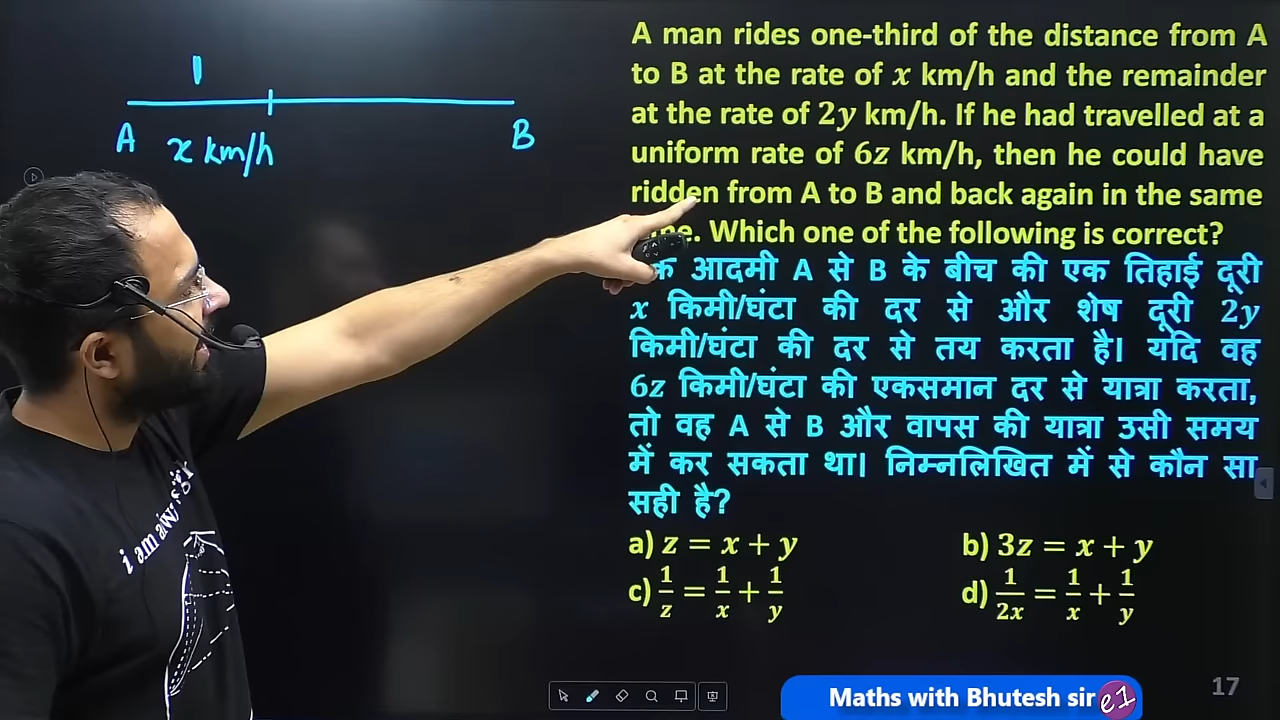 A man rides one-third of the distance from A
to B at the rate of x km/h and the remainder
at the rate of 2y km/h. If he had travelled at a
uniform rate of 6z km/h, then he could have
ridden from A to B and back again in the same
Which one of the following is correct?
आदमी A से B के बीच की एक तिहाई दूरी
x किमी/घंटा की दर से और शेष दूरी 2y
किमी/घंटा की दर से तय करता है। यदि वह
6z किमी/घंटा की एकसमान दर से यात्रा करता,
तो वह A से B और वापस की यात्रा उसी समय
में कर सकता था। निम्नलिखित में से कौन सा
सही है?
a) z = x + y
b) 3z = x + y
c) 1/z = 1/x + 1/y
d) 1/2x = 1/x + 1/y
1
A
x km/h
B
i am always
Maths with Bhutesh sir e1
17